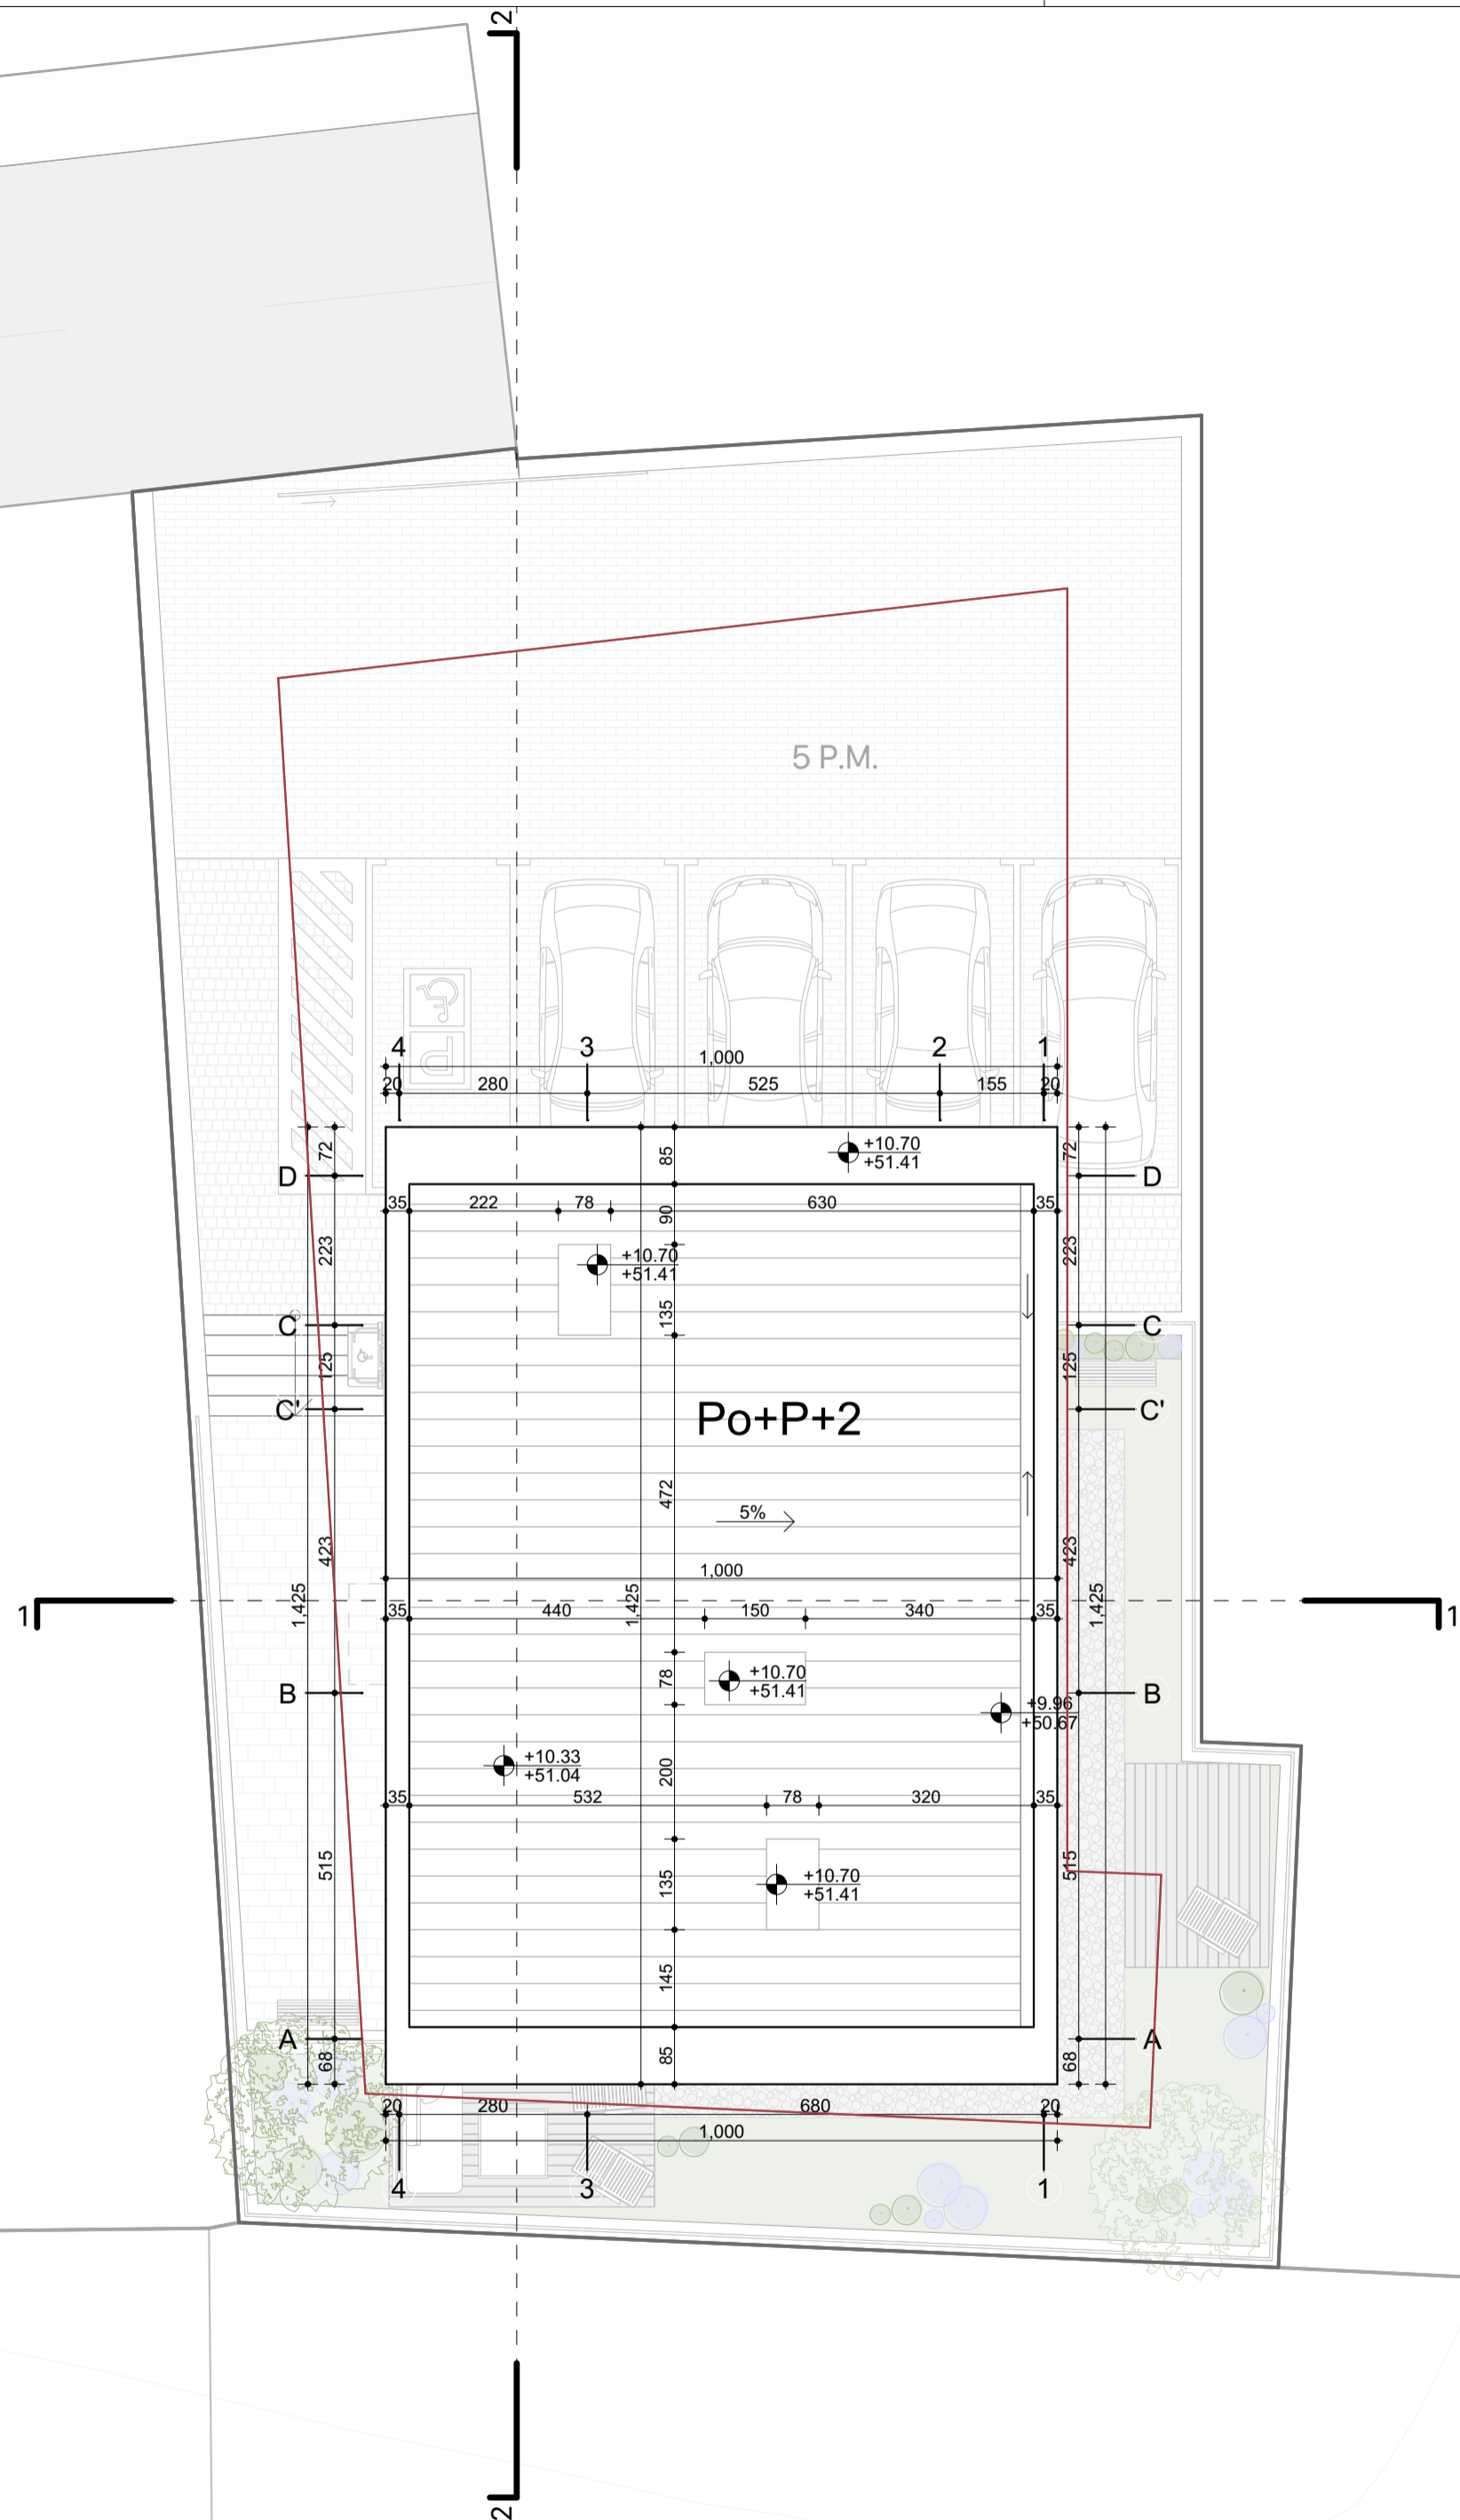 2
5 P.M.
P
4 3 2 1
1,000
20 280 525 155 20
72 85 +10.70 72
+51.41
D D
35 222 78 630 35
90
223 +10.70 223
+51.41
135
C C
125 125
C' C'
Po+P+2
472
5%
423 423
1,000
1,425 1,425 1,425
1 1
35 440 150 340 35
78 +10.70
+51.41
B B
+9.96
+50.67
+10.33
+51.04
200
35 532 78 320 35
515 515
135 +10.70
+51.41
145
A A
68 85 68
20 280 680 20
1,000
4 3 1
2